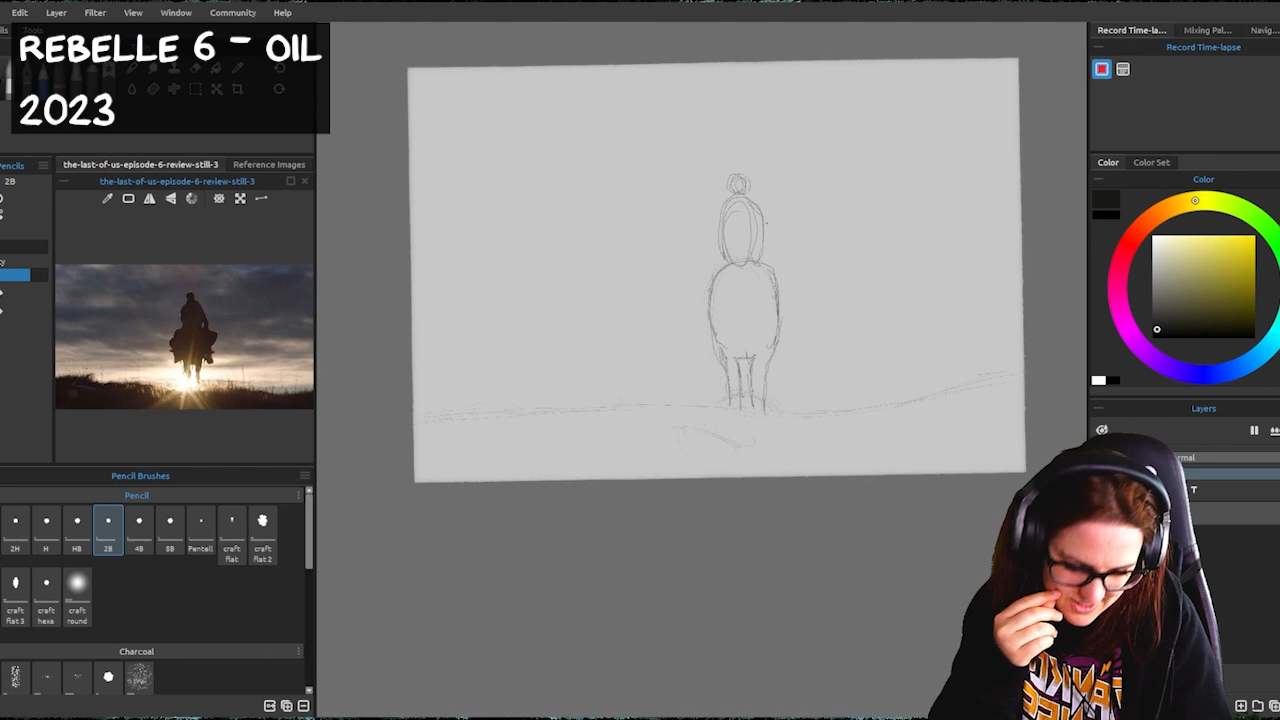 Edit Layer Filter View Window Community Help
REBELLE 6 - OIL
2023
Record Time-la... Mixing Pal... Navig...
Record Time-lapse
the-last-of-us-episode-6-review-still-3 Reference Images
the-last-of-us-episode-6-review-still-3
2B
Color Color Set
Color
Layers
Pencil Brushes
Pencil
2H H HB 2B 4B 8B Pentell craft flat craft flat 2
craft flat 3 craft hexa craft round
Charcoal